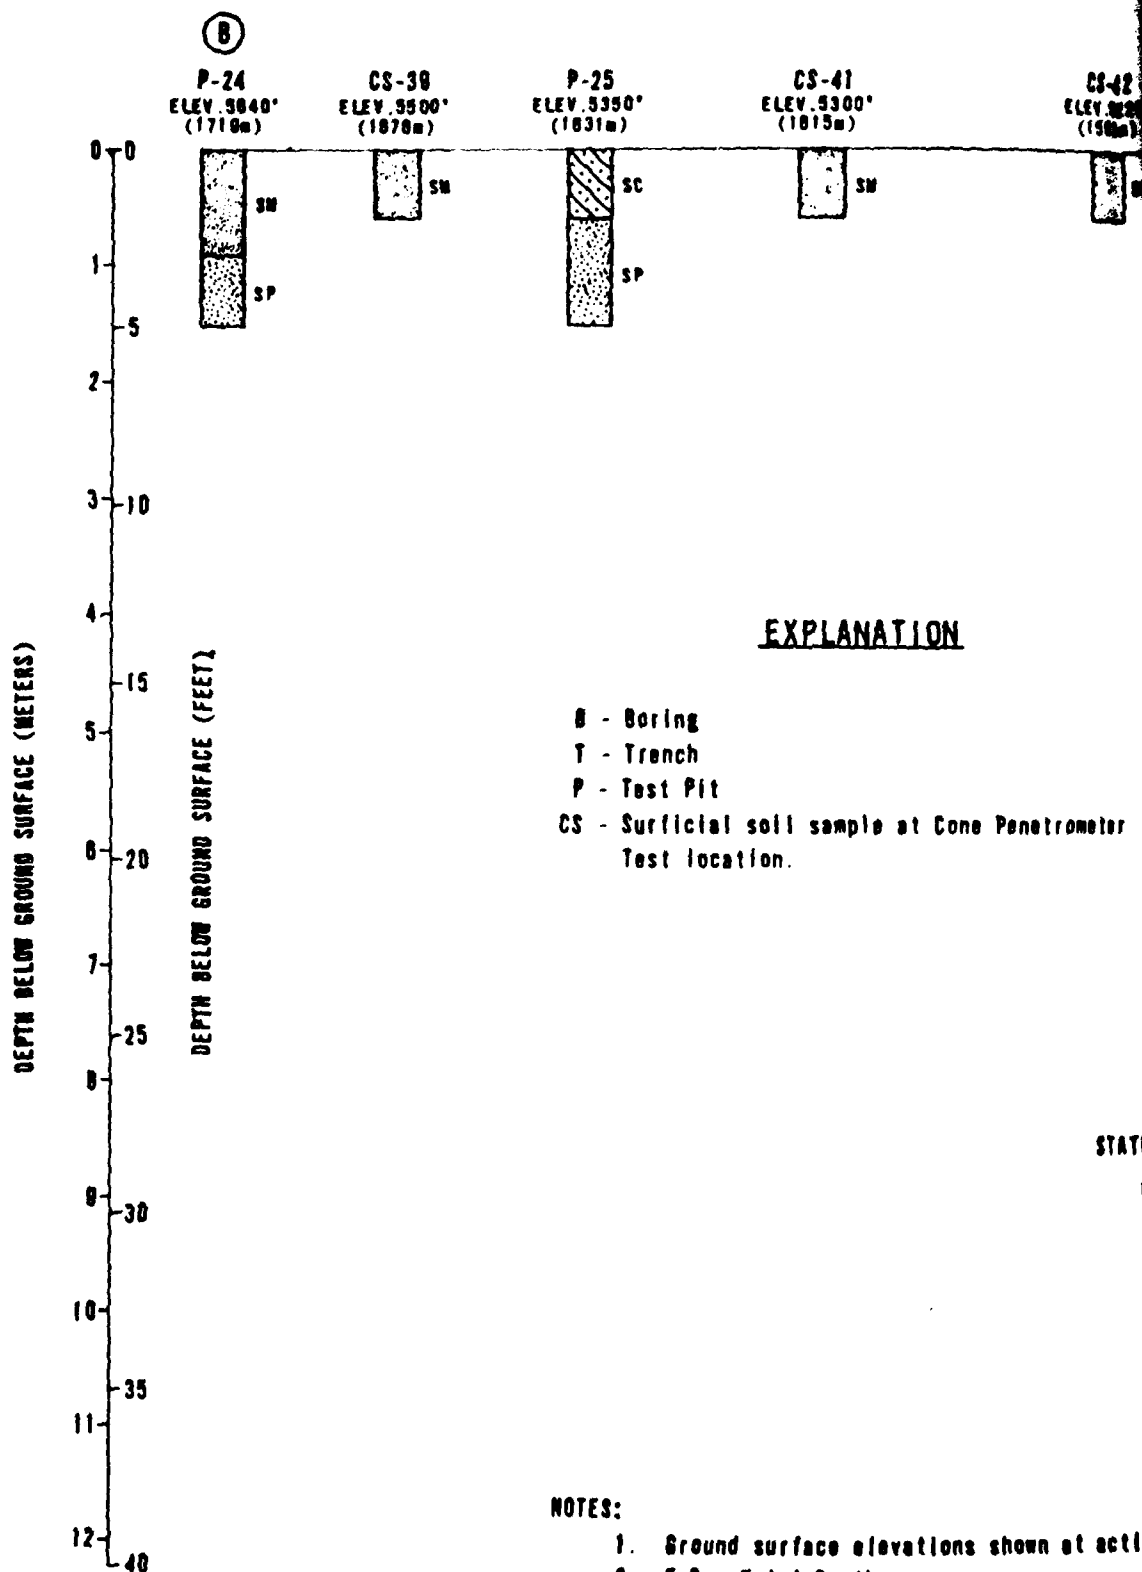 B
P-24
ELEV.5640'
(1719m)
CS-39
ELEV.5500'
(1676m)
P-25
ELEV.5350'
(1631m)
CS-41
ELEV.5300'
(1615m)
CS-42
ELEV.
0 0
SM
SM
SC
SM
1
SP
SP
5
2
3
10
4
EXPLANATION
15
5
B - Boring
T - Trench
P - Test Pit
CS - Surficial soil sample at Cone Penetrometer
Test location.
6
20
DEPTH BELOW GROUND SURFACE (METERS)
DEPTH BELOW GROUND SURFACE (FEET)
7
25
8
9
30
10
35
11
12
40
NOTES:
1. Ground surface elevations shown at